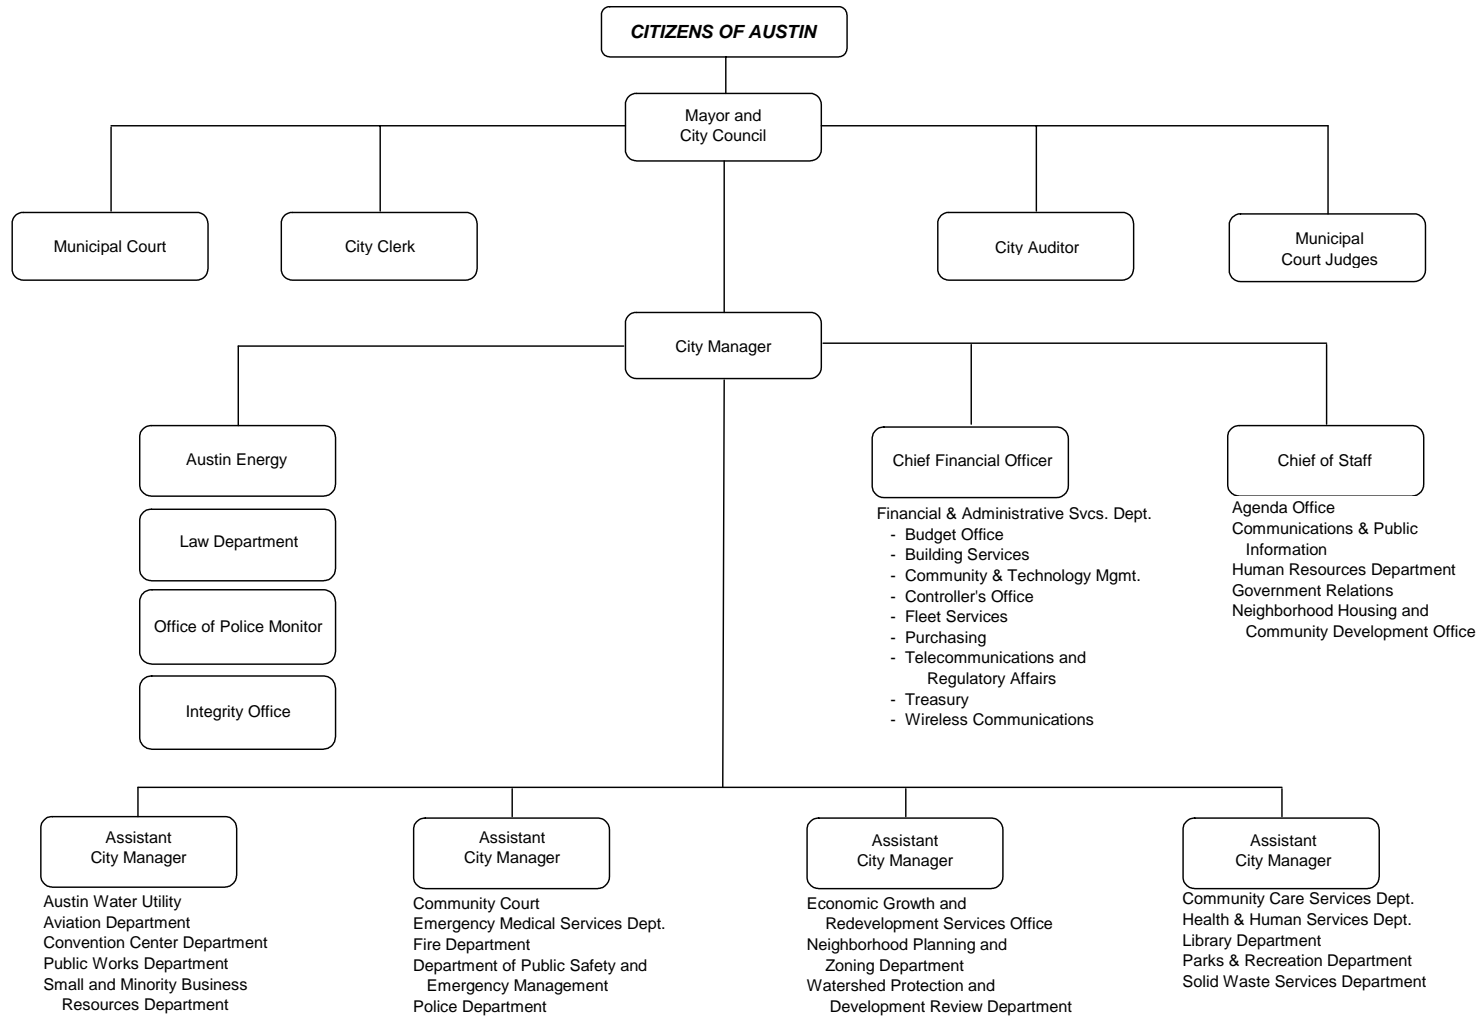 CITIZENS OF AUSTIN
Mayor and
City Council
Municipal Court
City Clerk
City Auditor
Municipal
Court Judges
City Manager
Austin Energy
Law Department
Office of Police Monitor
Integrity Office
Chief Financial Officer
Financial & Administrative Svcs. Dept.
- Budget Office
- Building Services
- Community & Technology Mgmt.
- Controller's Office
- Fleet Services
- Purchasing
- Telecommunications and
Regulatory Affairs
- Treasury
- Wireless Communications
Chief of Staff
Agenda Office
Communications & Public
Information
Human Resources Department
Government Relations
Neighborhood Housing and
Community Development Office
Assistant
City Manager
Austin Water Utility
Aviation Department
Convention Center Department
Public Works Department
Small and Minority Business
Resources Department
Assistant
City Manager
Community Court
Emergency Medical Services Dept.
Fire Department
Department of Public Safety and
Emergency Management
Police Department
Assistant
City Manager
Economic Growth and
Redevelopment Services Office
Neighborhood Planning and
Zoning Department
Watershed Protection and
Development Review Department
Assistant
City Manager
Community Care Services Dept.
Health & Human Services Dept.
Library Department
Parks & Recreation Department
Solid Waste Services Department